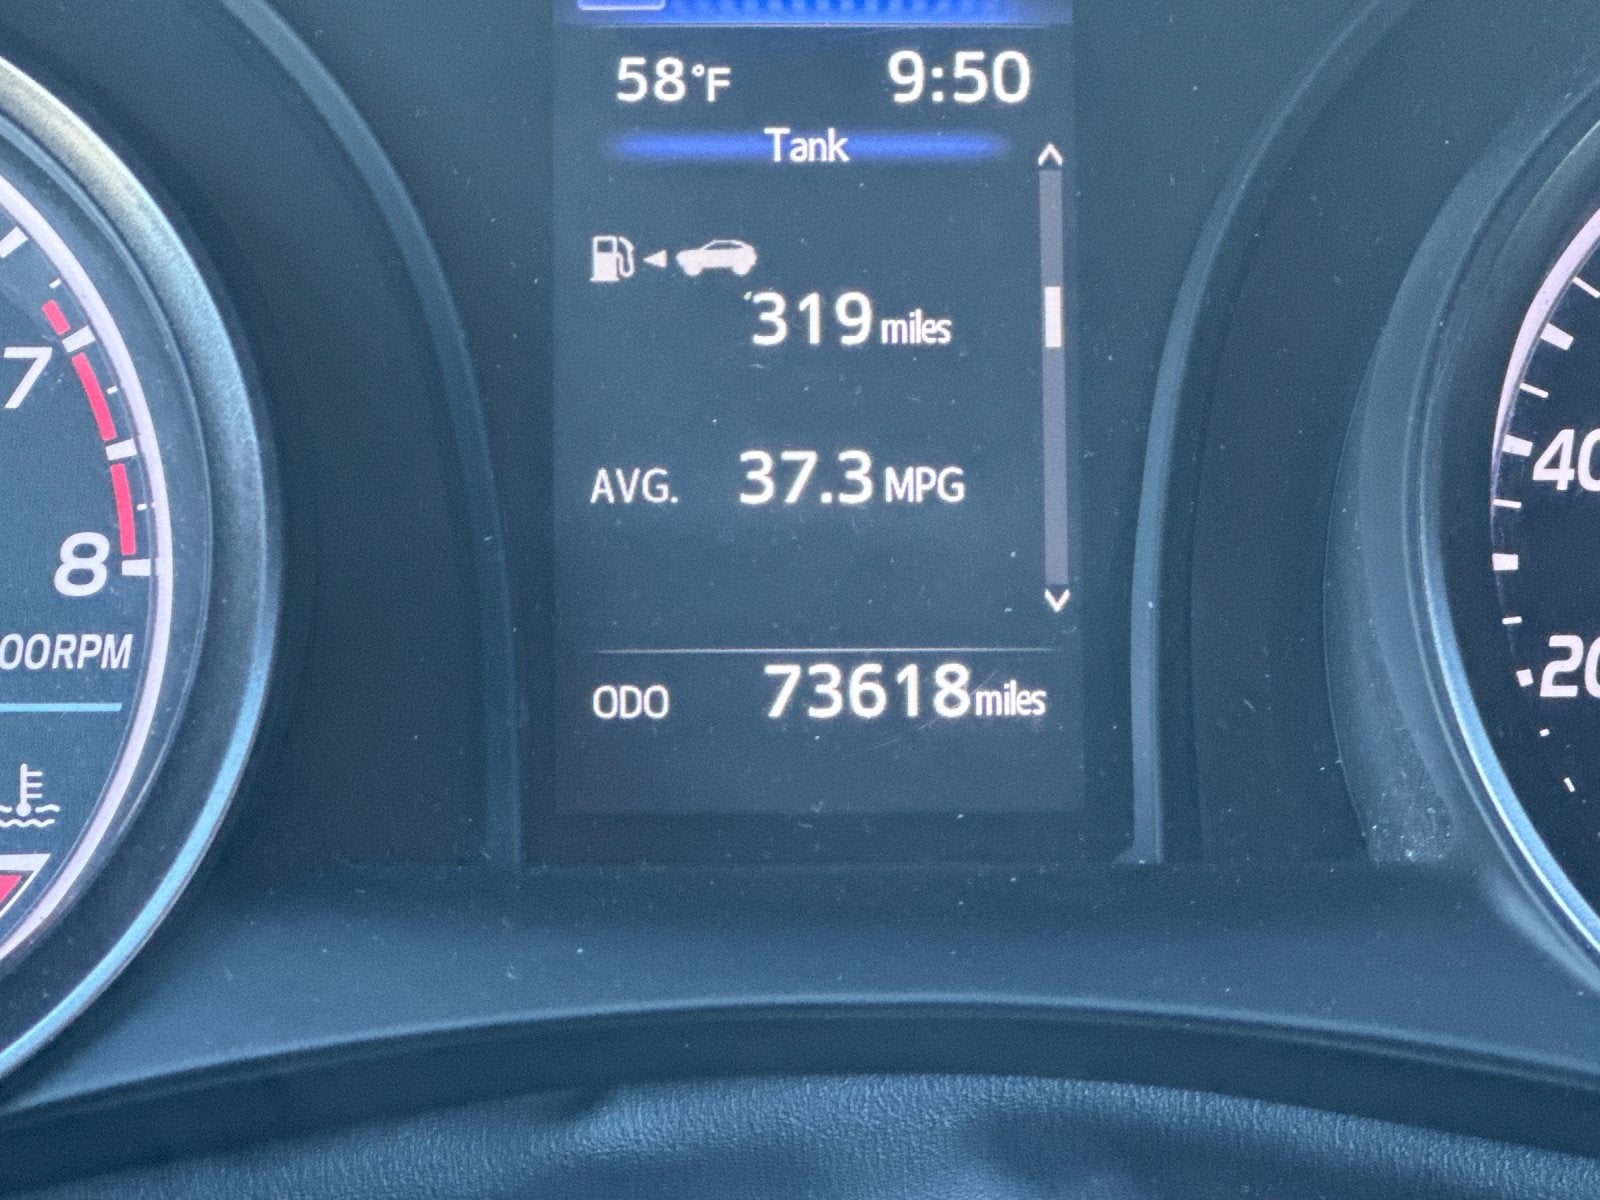 58°F 9:50
Tank
319 miles
AVG. 37.3 MPG
ODO 73618 miles
7
8
00RPM
40
20